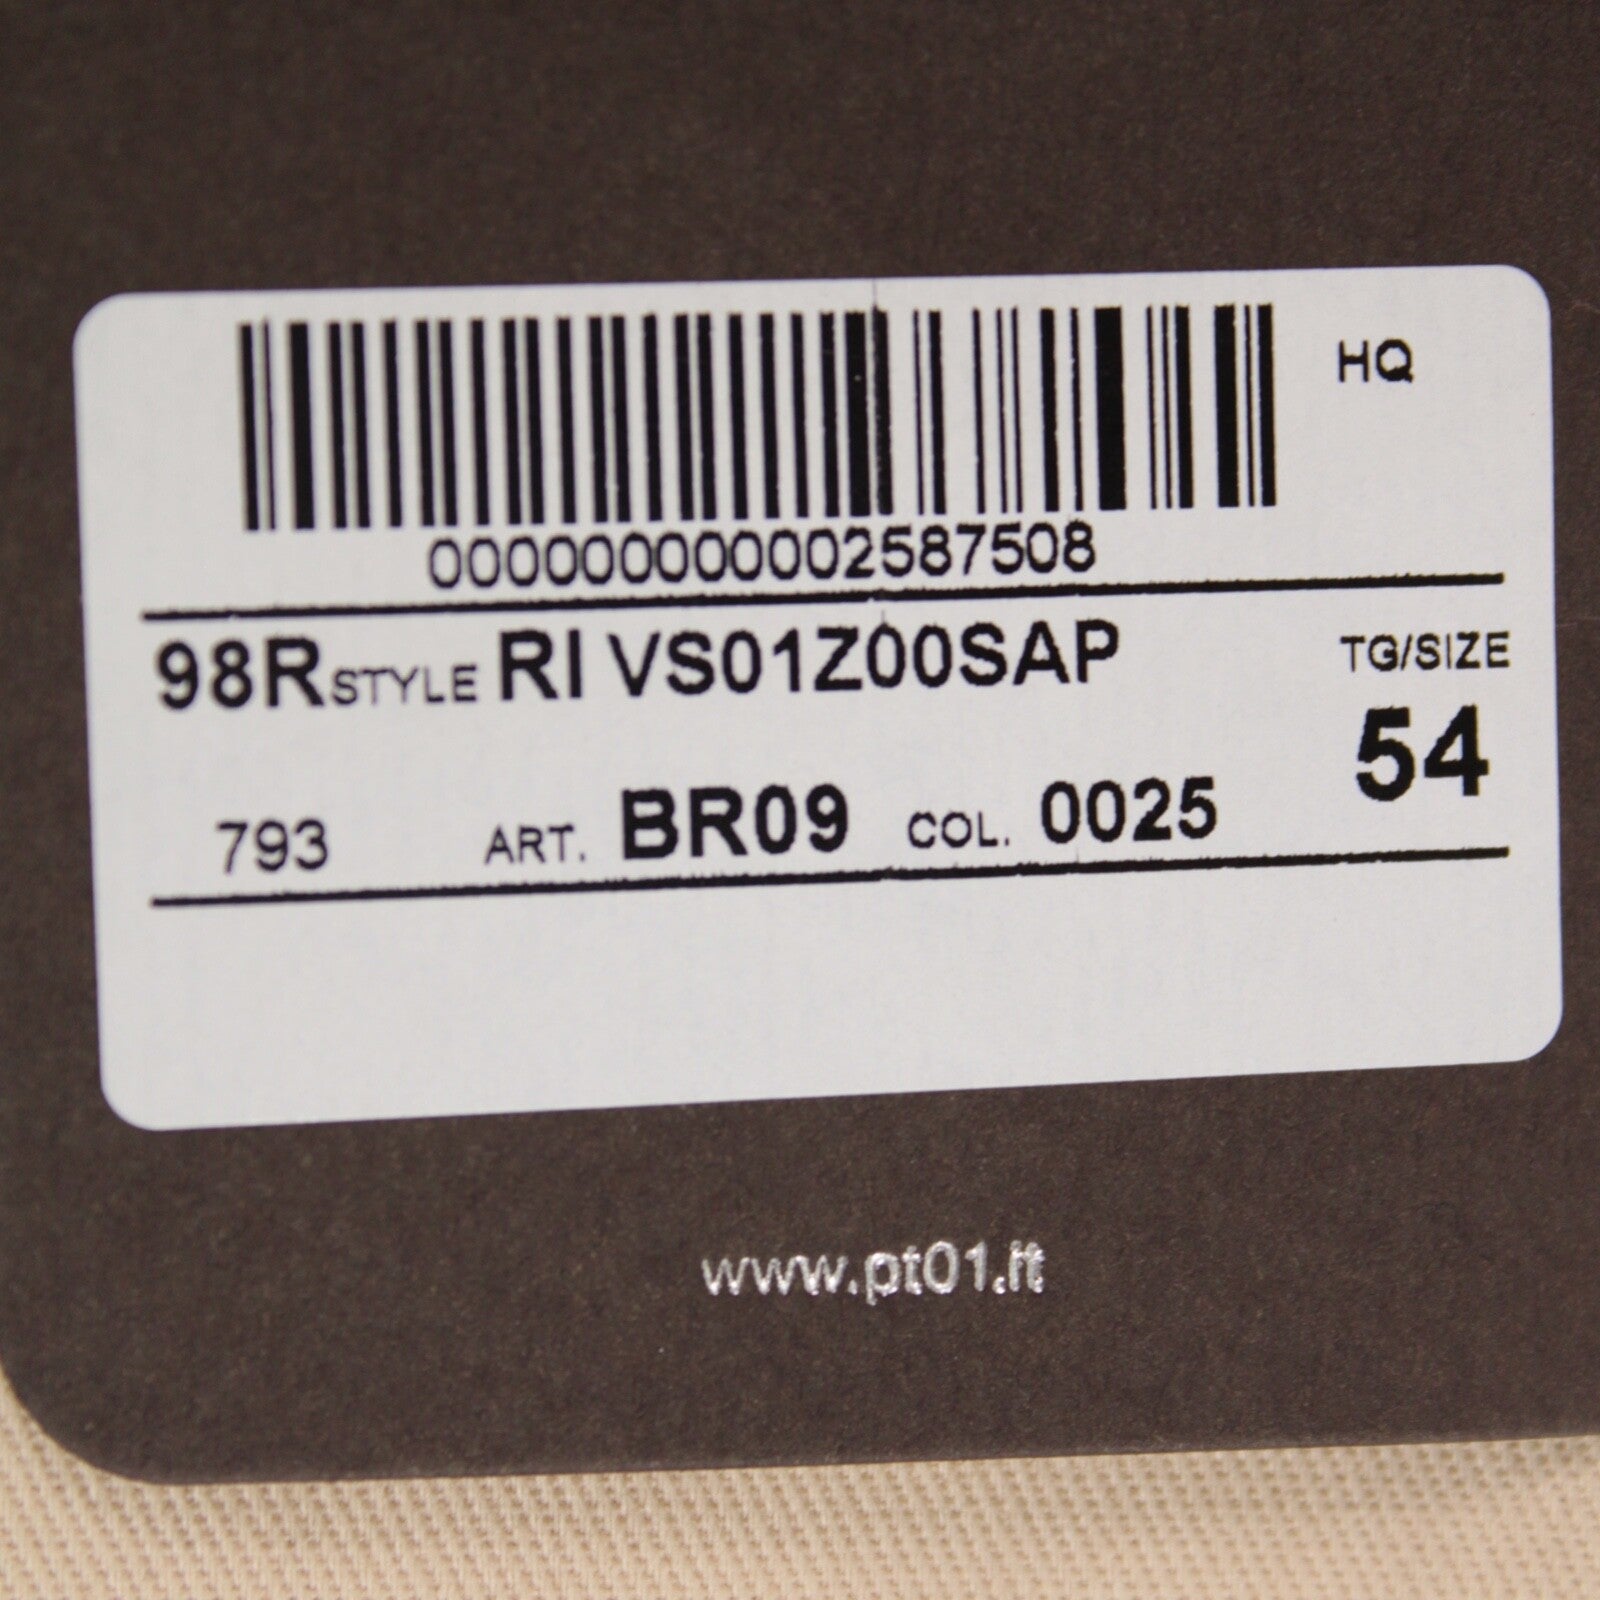 HQ
000000000002587508
98R STYLE RI VS01Z00SAP TG/SIZE
54
793 ART. BR09 COL. 0025
www.pt01.it